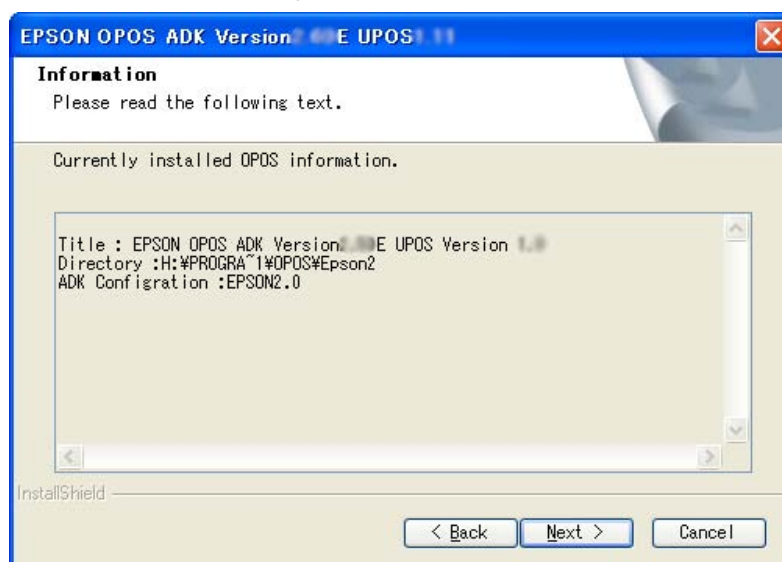 EPSON OPOS ADK Version E UPOS
Information
Please read the following text.
Currently installed OPOS information.
Title : EPSON OPOS ADK Version E UPOS Version
Directory :H:¥PROGRA~1¥OPOS¥Epson2
ADK Configration :EPSON2.0
InstallShield
< Back
Next >
Cancel